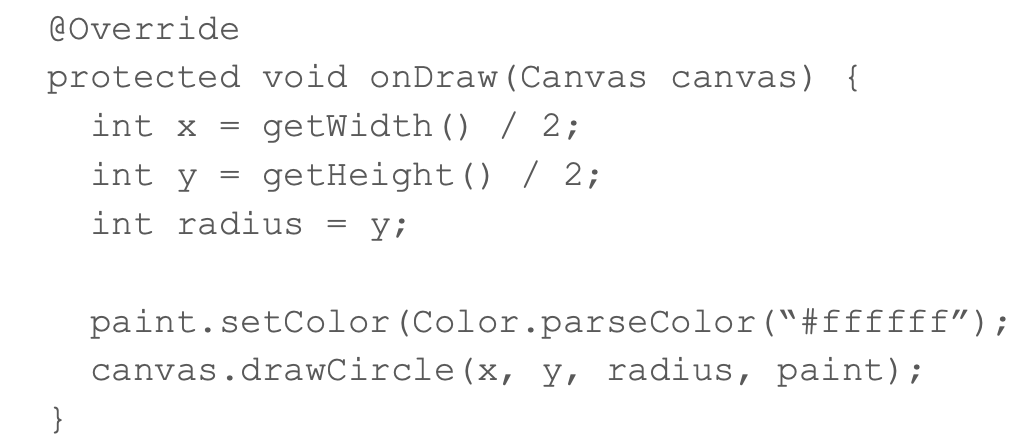 @Override
protected void onDraw(Canvas canvas) {
int x = getWidth() / 2;
int y = getHeight() / 2;
int radius = y;
paint.setColor(Color.parseColor(“#ffffff”);
canvas.drawCircle(x, y, radius, paint);
}